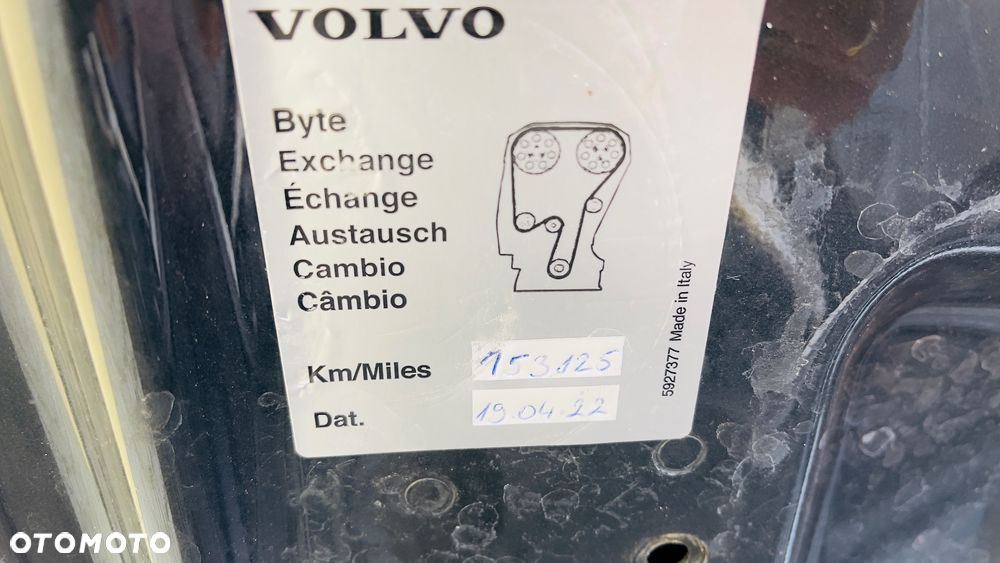 VOLVO
Byte
Exchange
Échange
Austausch
Cambio
Câmbio
Km/Miles 153.125
Dat. 19.04.22
5927377 Made in Italy
OTOMOTO